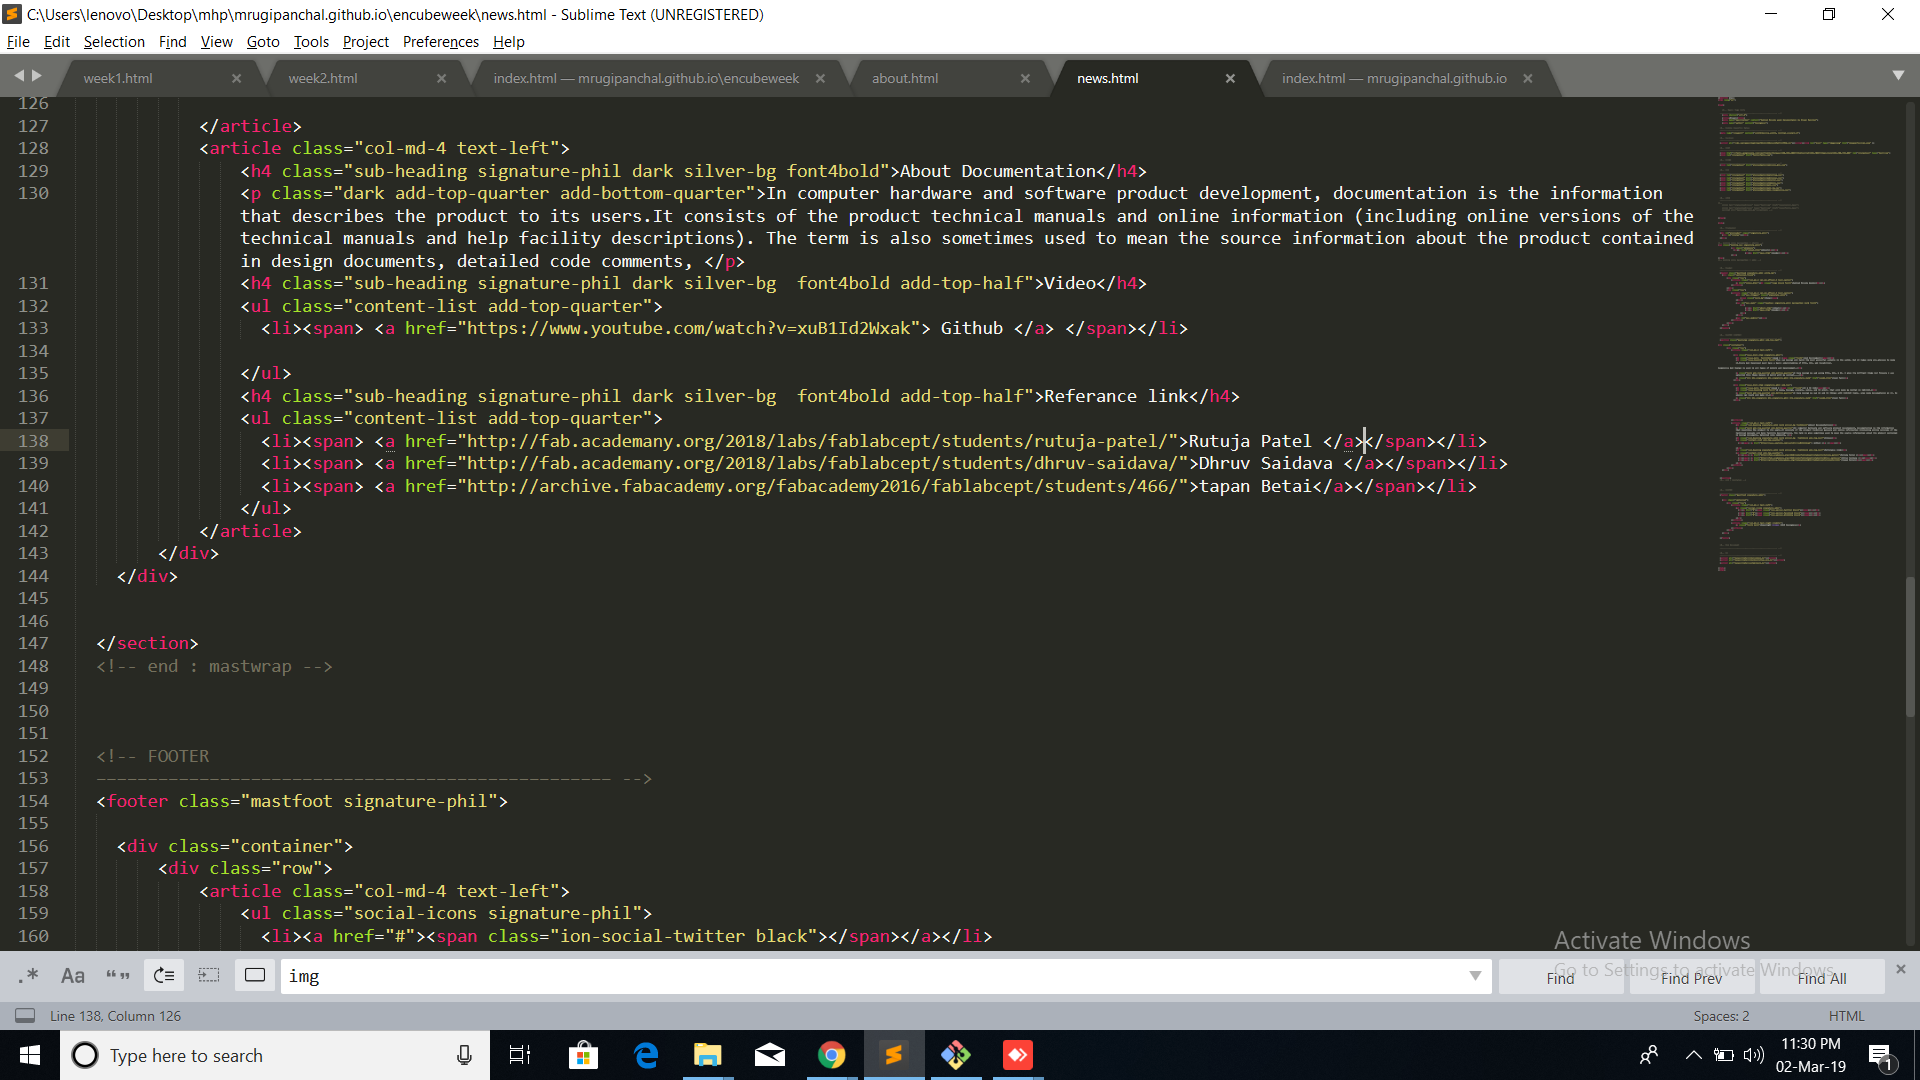 C:\Users\lenovo\Desktop\mhp\mrugipanchal.github.io\encubeweek\news.html - Sublime Text (UNREGISTERED)
File Edit Selection Find View Goto Tools Project Preferences Help
week1.html week2.html index.html — mrugipanchal.github.io\encubeweek about.html news.html index.html — mrugipanchal.github.io
126
127 </article>
128 <article class="col-md-4 text-left">
129 <h4 class="sub-heading signature-phil dark silver-bg font4bold">About Documentation</h4>
130 <p class="dark add-top-quarter add-bottom-quarter">In computer hardware and software product development, documentation is the information
that describes the product to its users.It consists of the product technical manuals and online information (including online versions of the
technical manuals and help facility descriptions). The term is also sometimes used to mean the source information about the product contained
in design documents, detailed code comments, </p>
131 <h4 class="sub-heading signature-phil dark silver-bg  font4bold add-top-half">Video</h4>
132 <ul class="content-list add-top-quarter">
133 <li><span> <a href="https://www.youtube.com/watch?v=xuB1Id2Wxak"> Github </a> </span></li>
134
135 </ul>
136 <h4 class="sub-heading signature-phil dark silver-bg  font4bold add-top-half">Referance link</h4>
137 <ul class="content-list add-top-quarter">
138 <li><span> <a href="http://fab.academany.org/2018/labs/fablabcept/students/rutuja-patel/">Rutuja Patel </a></span></li>
139 <li><span> <a href="http://fab.academany.org/2018/labs/fablabcept/students/dhruv-saidava/">Dhruv Saidava </a></span></li>
140 <li><span> <a href="http://archive.fabacademy.org/fabacademy2016/fablabcept/students/466/">tapan Betai</a></span></li>
141 </ul>
142 </article>
143 </div>
144 </div>
145
146
147 </section>
148 <!-- end : mastwrap -->
149
150
151
152 <!-- FOOTER
153 –––––––––––––––––––––––––––––––––––––––––––––––––– -->
154 <footer class="mastfoot signature-phil">
155
156 <div class="container">
157 <div class="row">
158 <article class="col-md-4 text-left">
159 <ul class="social-icons signature-phil">
160 <li><a href="#"><span class="ion-social-twitter black"></span></a></li>
Activate Windows
Go to Settings to activate Windows.
.* Aa “ ” img Find Find Prev Find All
Line 138, Column 126 Spaces: 2 HTML
Type here to search
11:30 PM
02-Mar-19
1